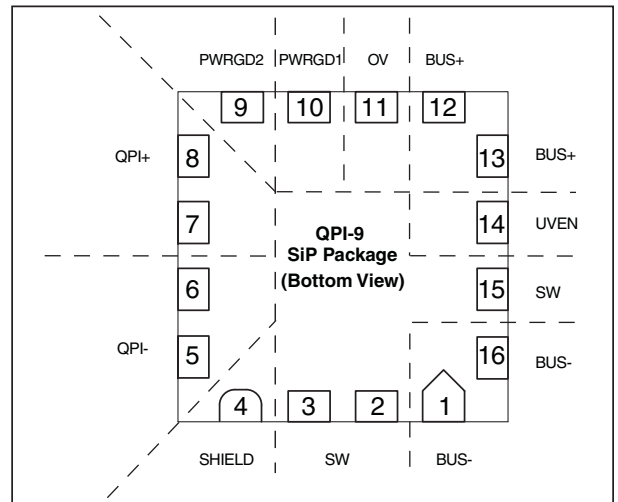 PWRGD2 PWRGD1 OV BUS+
9 10 11 12
QPI+ 8 13 BUS+
7 14 UVEN
QPI-9
SiP Package
(Bottom View)
6 15 SW
QPI- 5 16 BUS-
4 3 2 1
SHIELD SW BUS-